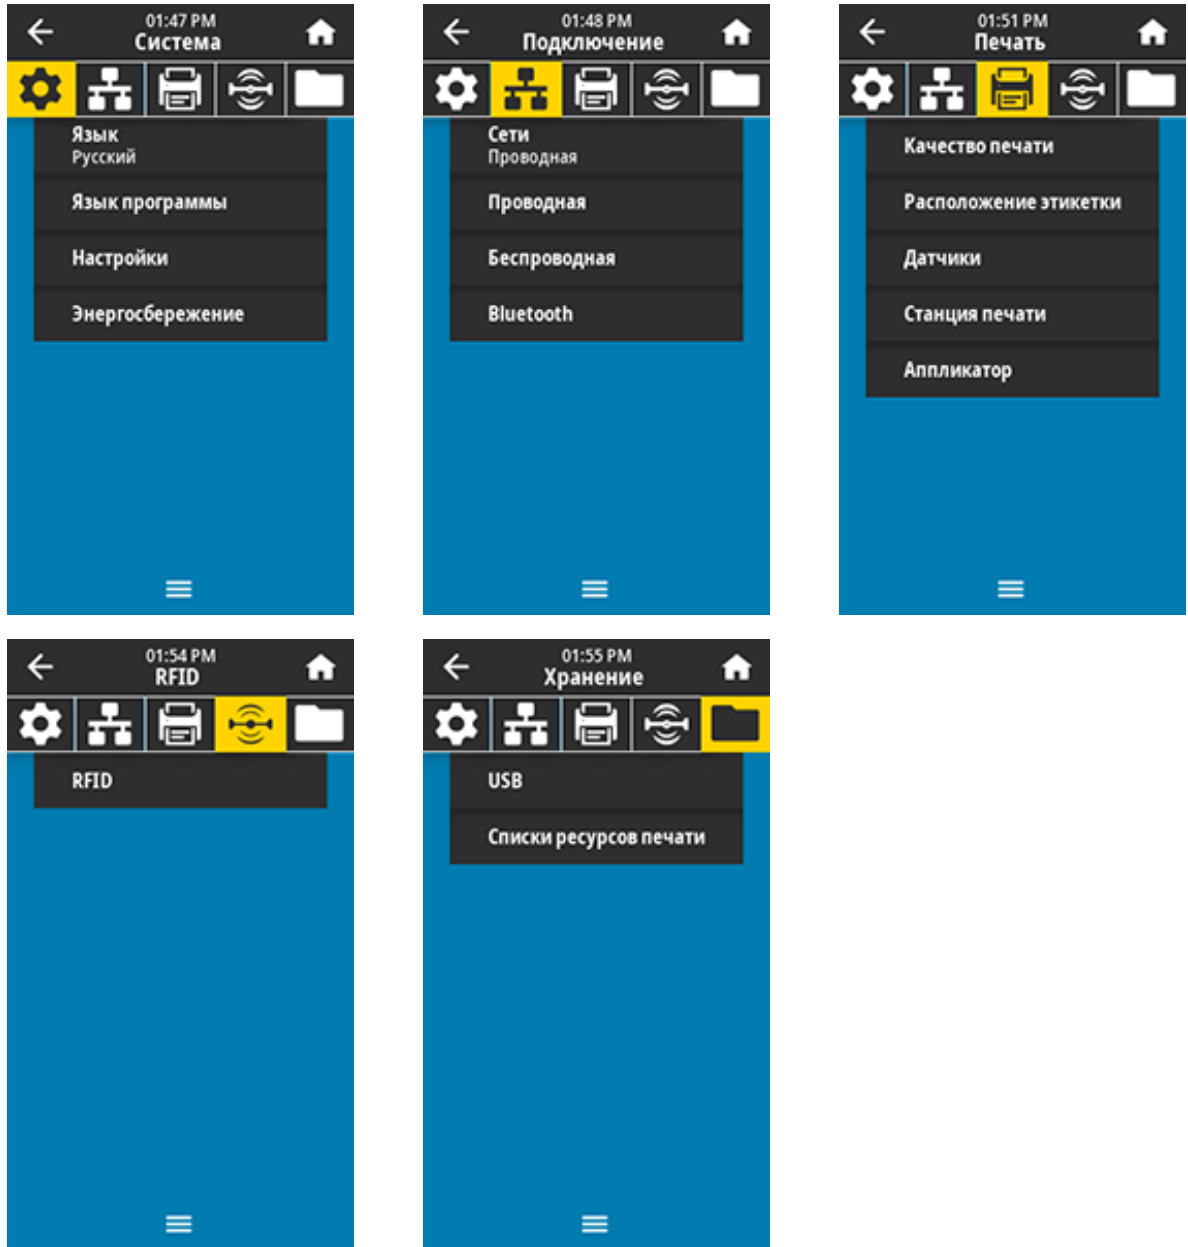 01:47 PM
Система
Язык
Русский
Язык программы
Настройки
Энергосбережение
01:48 PM
Подключение
Сети
Проводная
Проводная
Беспроводная
Bluetooth
01:51 PM
Печать
Качество печати
Расположение этикетки
Датчики
Станция печати
Аппликатор
01:54 PM
RFID
RFID
01:55 PM
Хранение
USB
Списки ресурсов печати